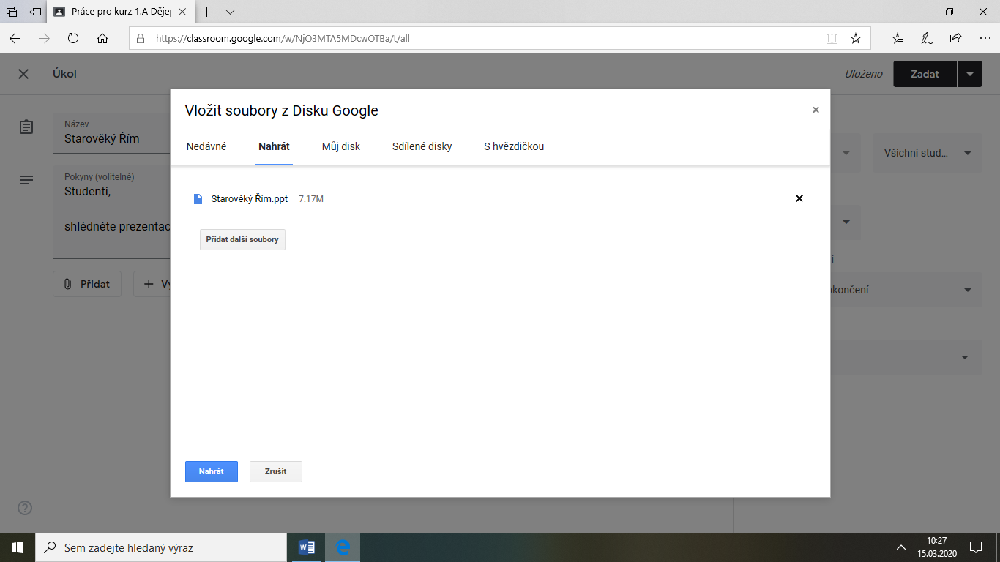 Práce pro kurz 1.A Dějep
https://classroom.google.com/w/NjQ3MTA5MDcwOTBa/t/all
Úkol
Uloženo
Zadat
Název
Starověký Řím
Pokyny (volitelné)
Studenti,
shlédněte prezentac
Přidat
Vy
Všichni stud...
okončení
Vložit soubory z Disku Google
Nedávné
Nahrát
Můj disk
Sdílené disky
S hvězdičkou
Starověký Řím.ppt 7.17M
Přidat další soubory
Nahrát
Zrušit
Sem zadejte hledaný výraz
10:27
15.03.2020